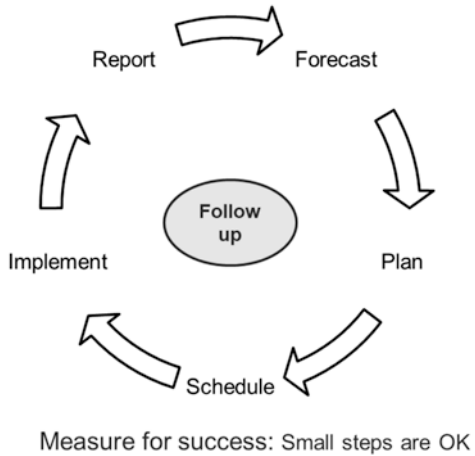 Report
Forecast
Follow
up
Implement
Plan
Schedule
Measure for success: Small steps are OK